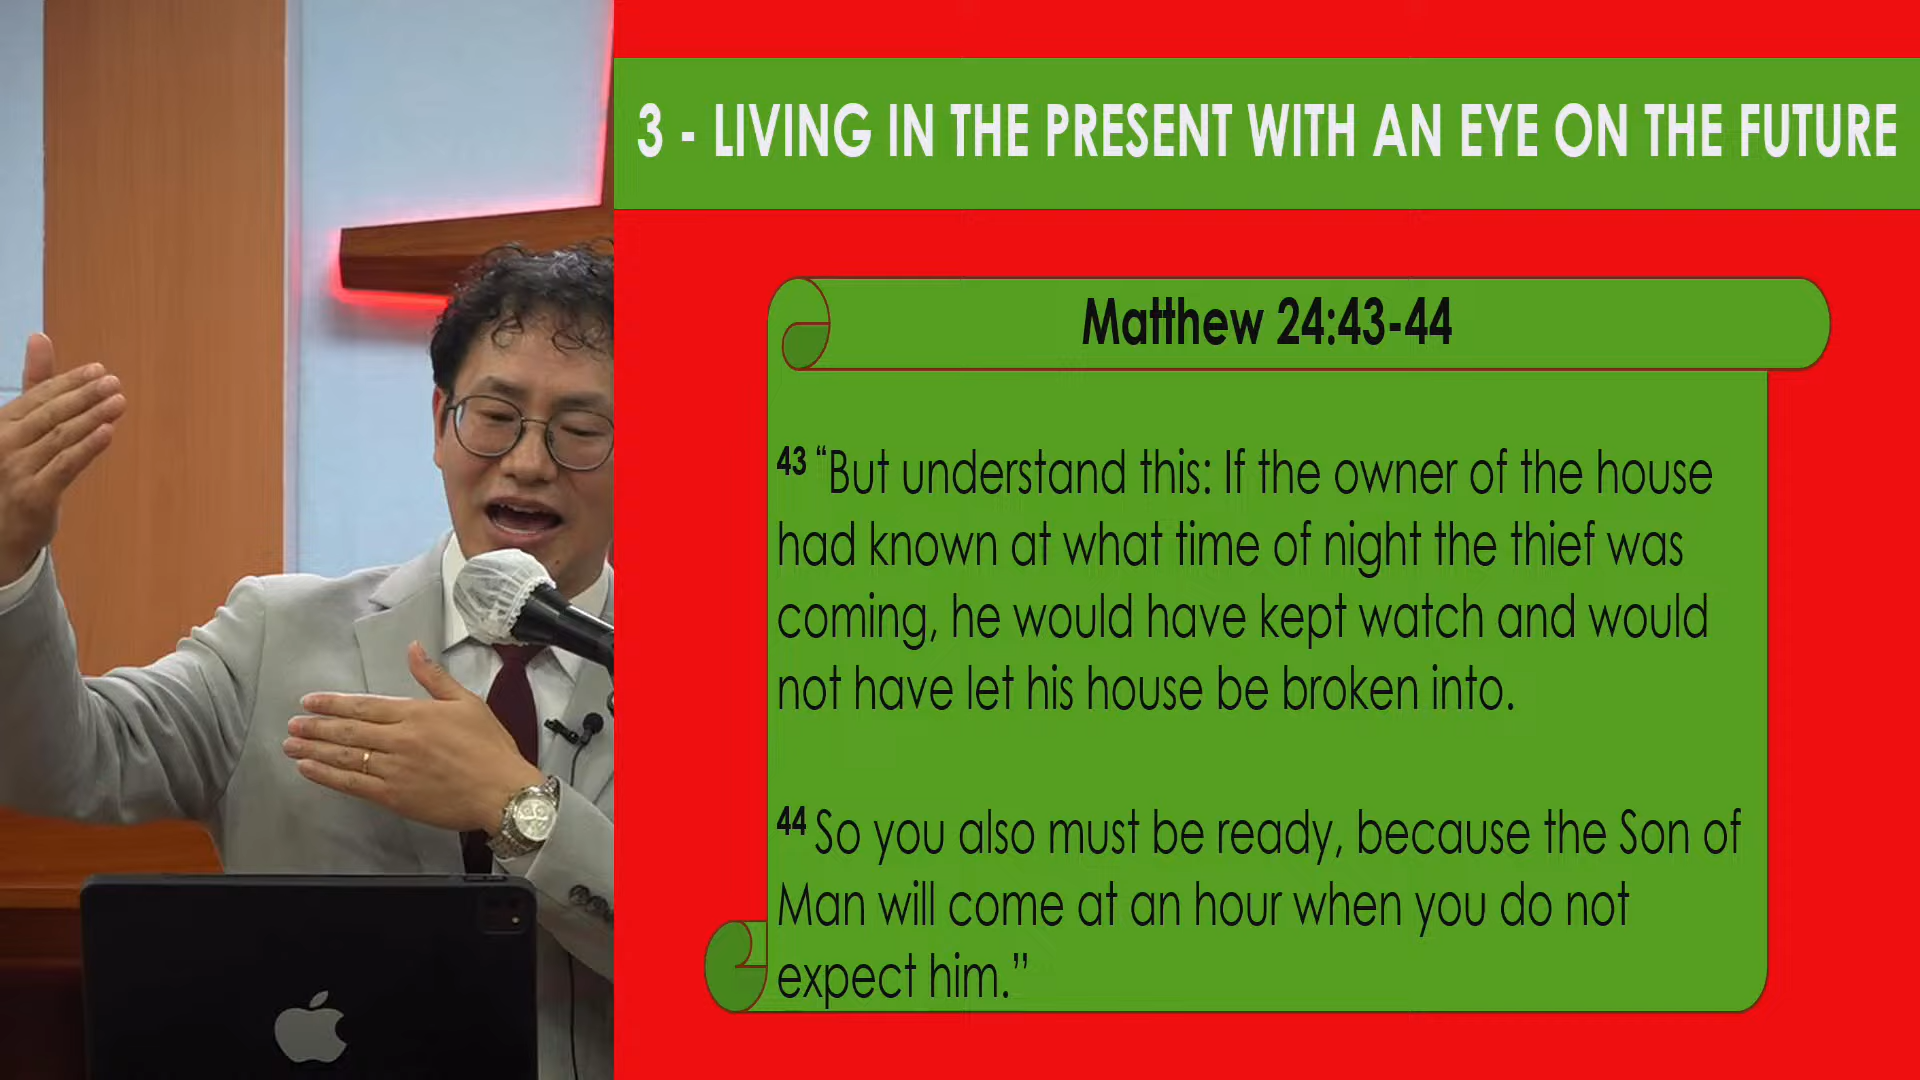 3 - LIVING IN THE PRESENT WITH AN EYE ON THE FUTURE
Matthew 24:43-44
43 “But understand this: If the owner of the house
had known at what time of night the thief was
coming, he would have kept watch and would
not have let his house be broken into.
44 So you also must be ready, because the Son of
Man will come at an hour when you do not
expect him.”